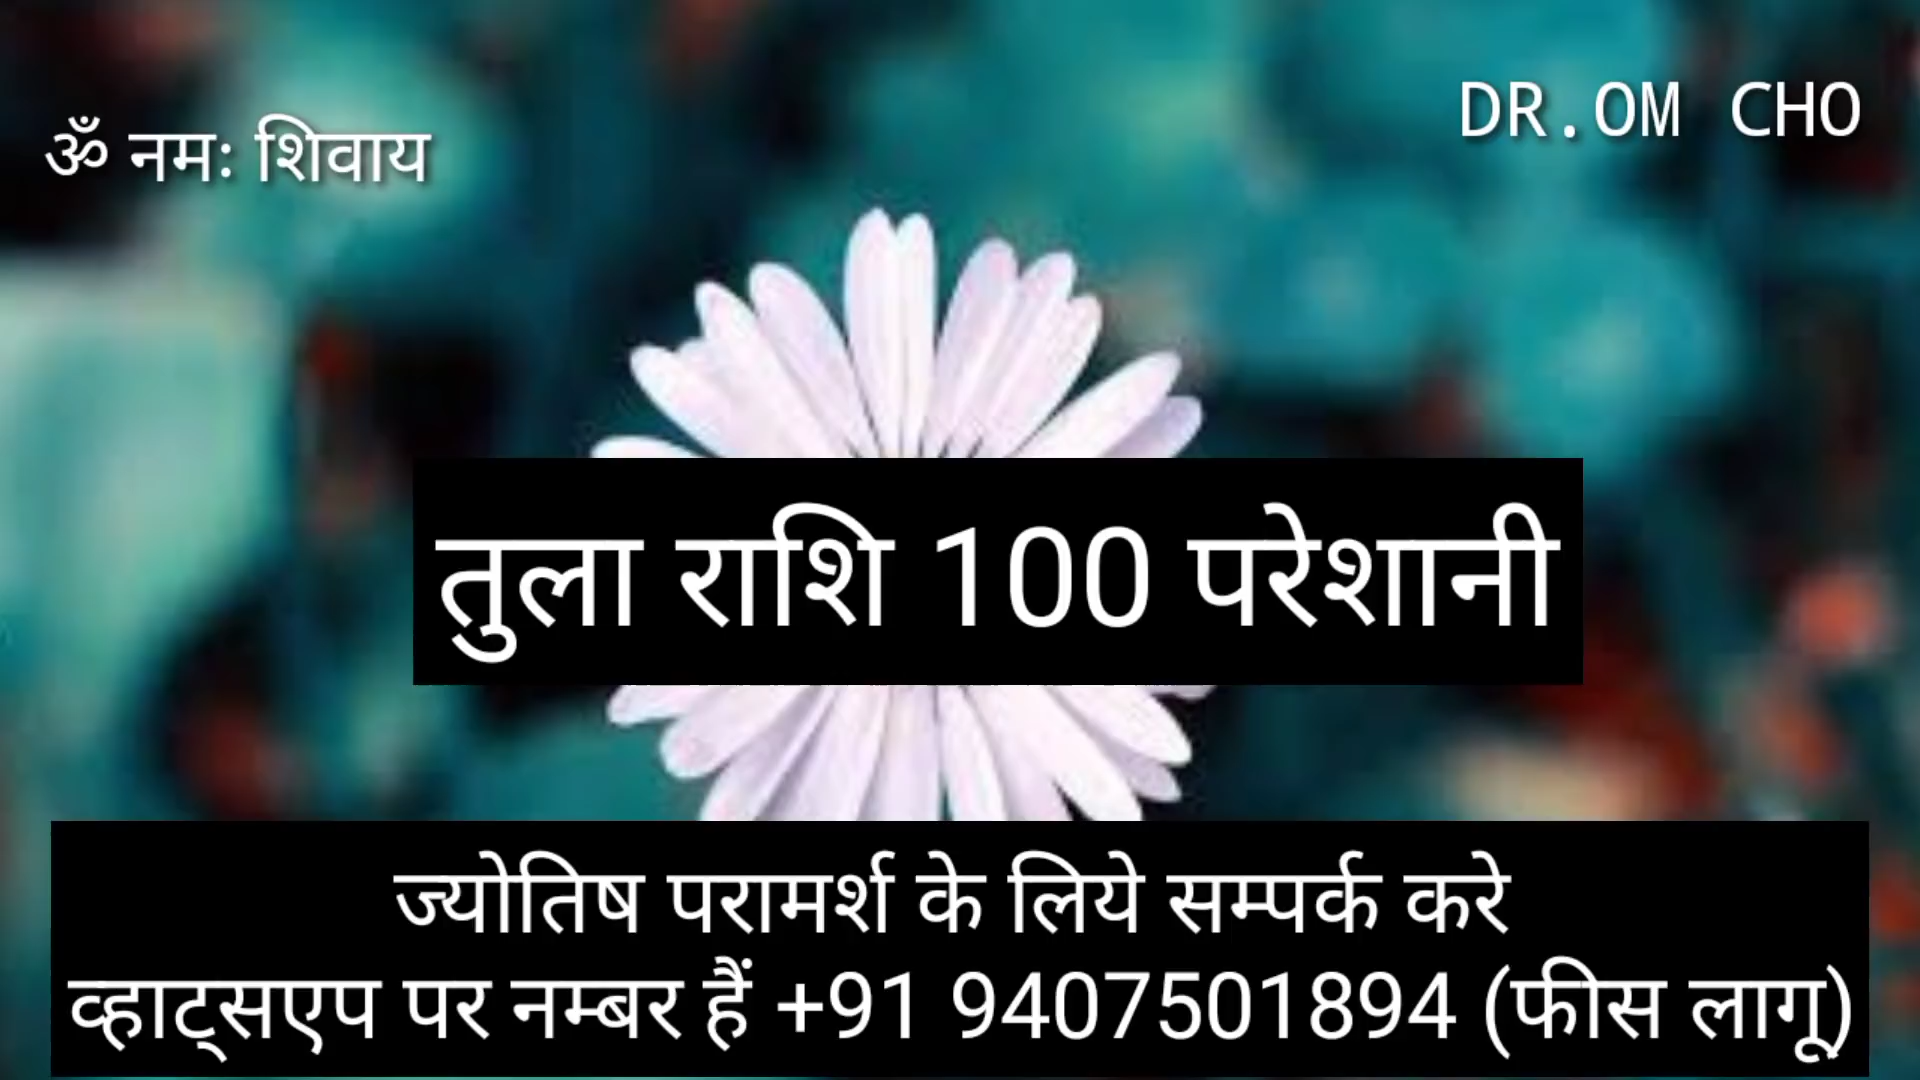 ॐ नमः शिवाय
DR.OM CHO
तुला राशि 100 परेशानी
ज्योतिष परामर्श के लिये सम्पर्क करे
व्हाट्सएप पर नम्बर हैं +91 9407501894 (फीस लागू)